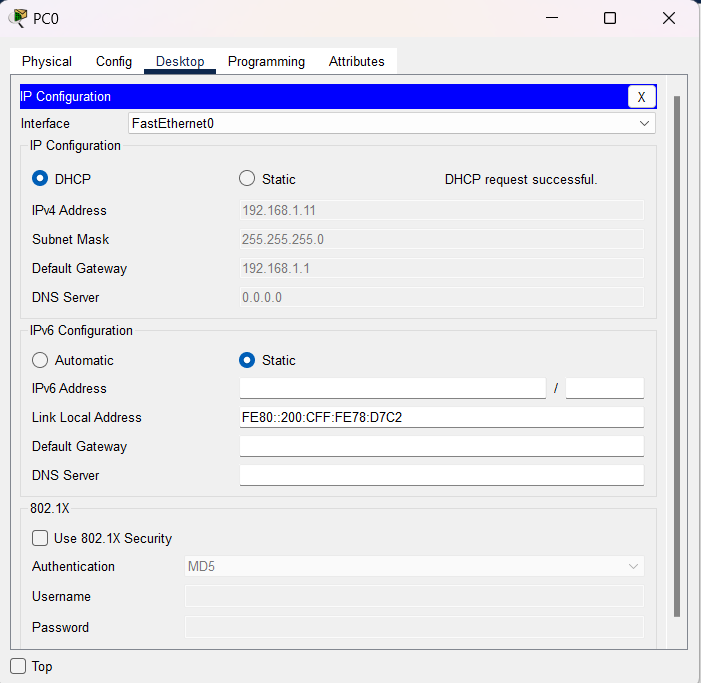 PC0
Physical Config Desktop Programming Attributes
IP Configuration X
Interface FastEthernet0
IP Configuration
DHCP Static DHCP request successful.
IPv4 Address 192.168.1.11
Subnet Mask 255.255.255.0
Default Gateway 192.168.1.1
DNS Server 0.0.0.0
IPv6 Configuration
Automatic Static
IPv6 Address /
Link Local Address FE80::200:CFF:FE78:D7C2
Default Gateway
DNS Server
802.1X
Use 802.1X Security
Authentication MD5
Username
Password
Top